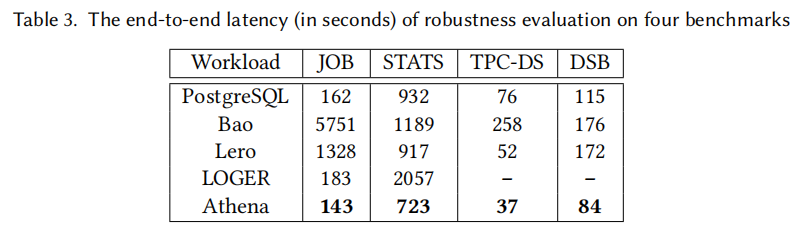 Table 3. The end-to-end latency (in seconds) of robustness evaluation on four benchmarks
Workload JOB STATS TPC-DS DSB
PostgreSQL 162 932 76 115
Bao 5751 1189 258 176
Lero 1328 917 52 172
LOGER 183 2057 – –
Athena 143 723 37 84